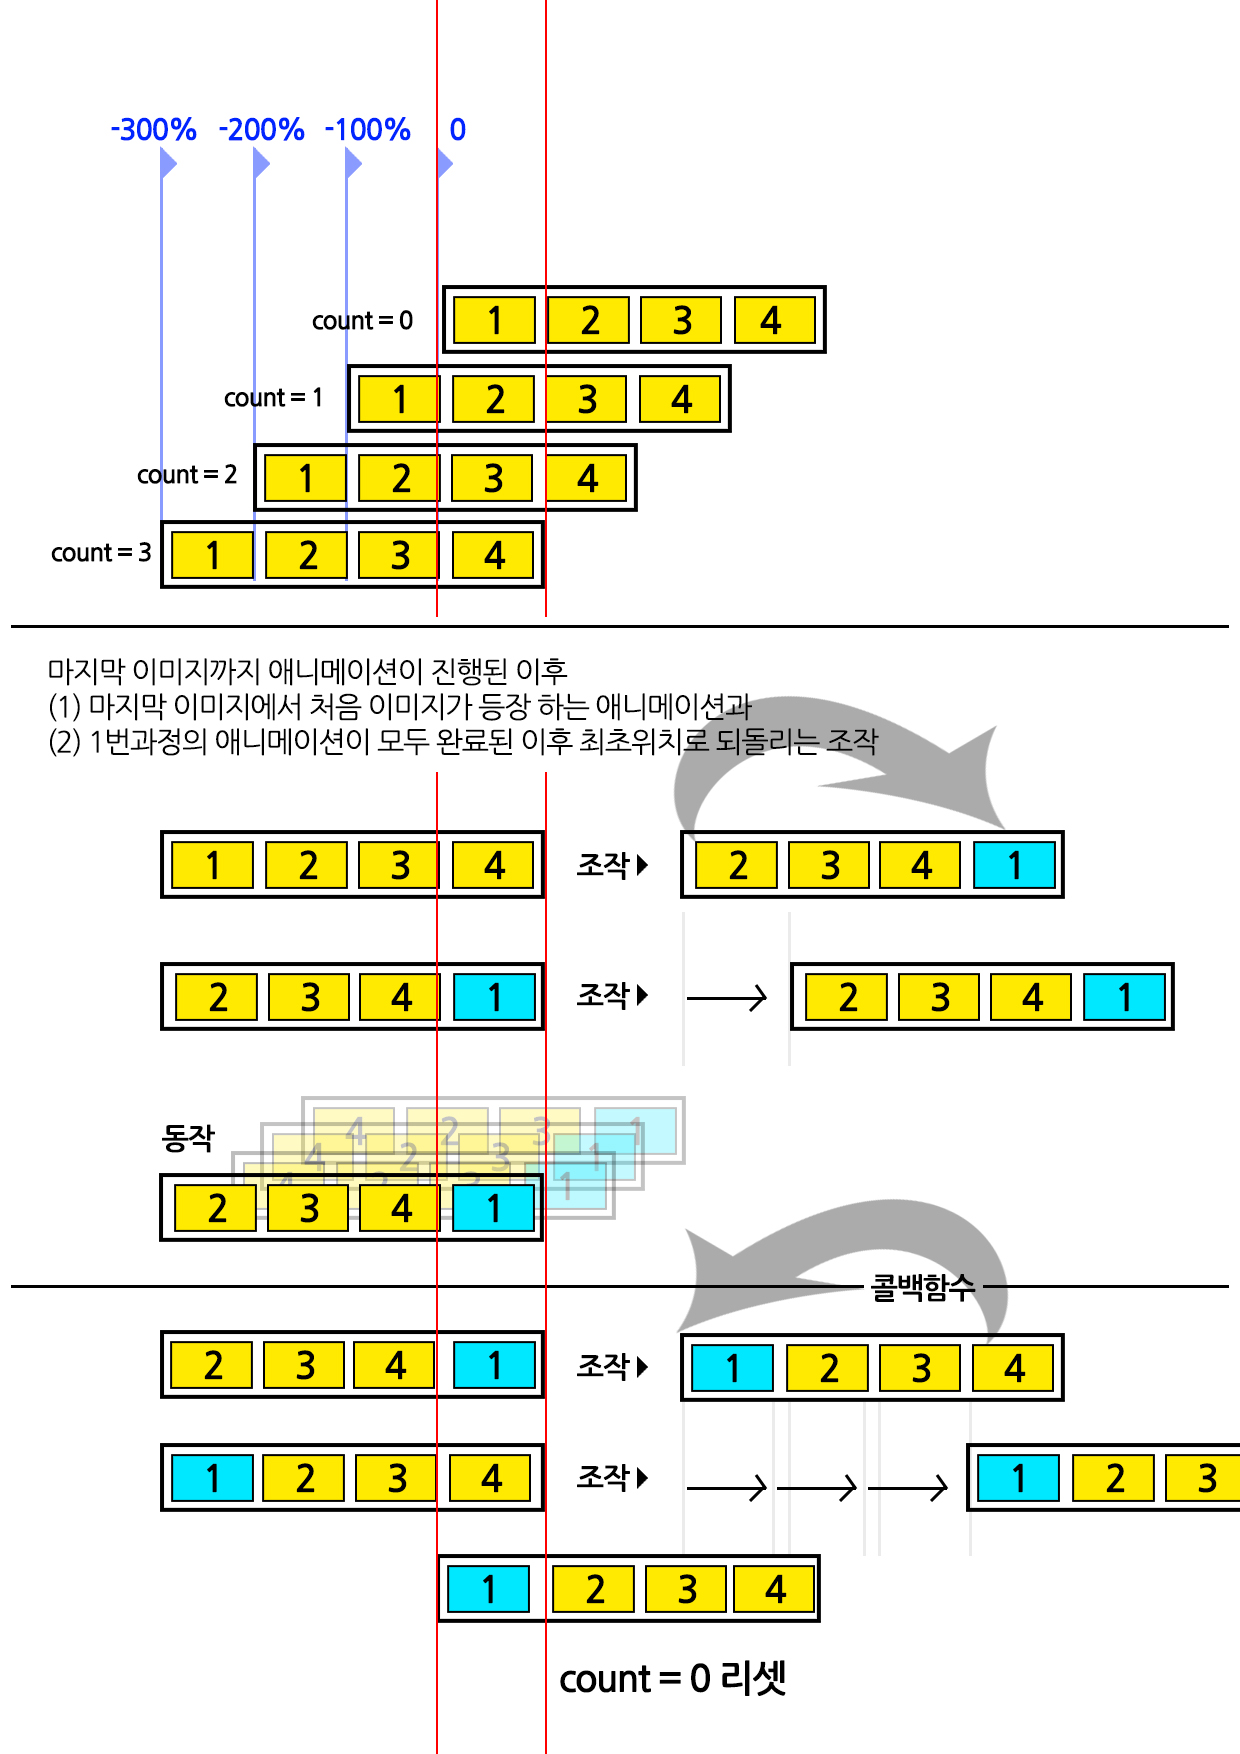 -300% -200% -100% 0
count = 0 1 2 3 4
count = 1 1 2 3 4
count = 2 1 2 3 4
count = 3 1 2 3 4
마지막 이미지까지 애니메이션이 진행된 이후
(1) 마지막 이미지에서 처음 이미지가 등장 하는 애니메이션과
(2) 1번과정의 애니메이션이 모두 완료된 이후 최초위치로 되돌리는 조작
1 2 3 4 조작 2 3 4 1
2 3 4 1 조작 2 3 4 1
4 2 3 1
동작
4 2 3 1
1
2 3 4 1
콜백함수
2 3 4 1 조작 1 2 3 4
1 2 3 4 조작 1 2 3
1 2 3 4
count = 0 리셋